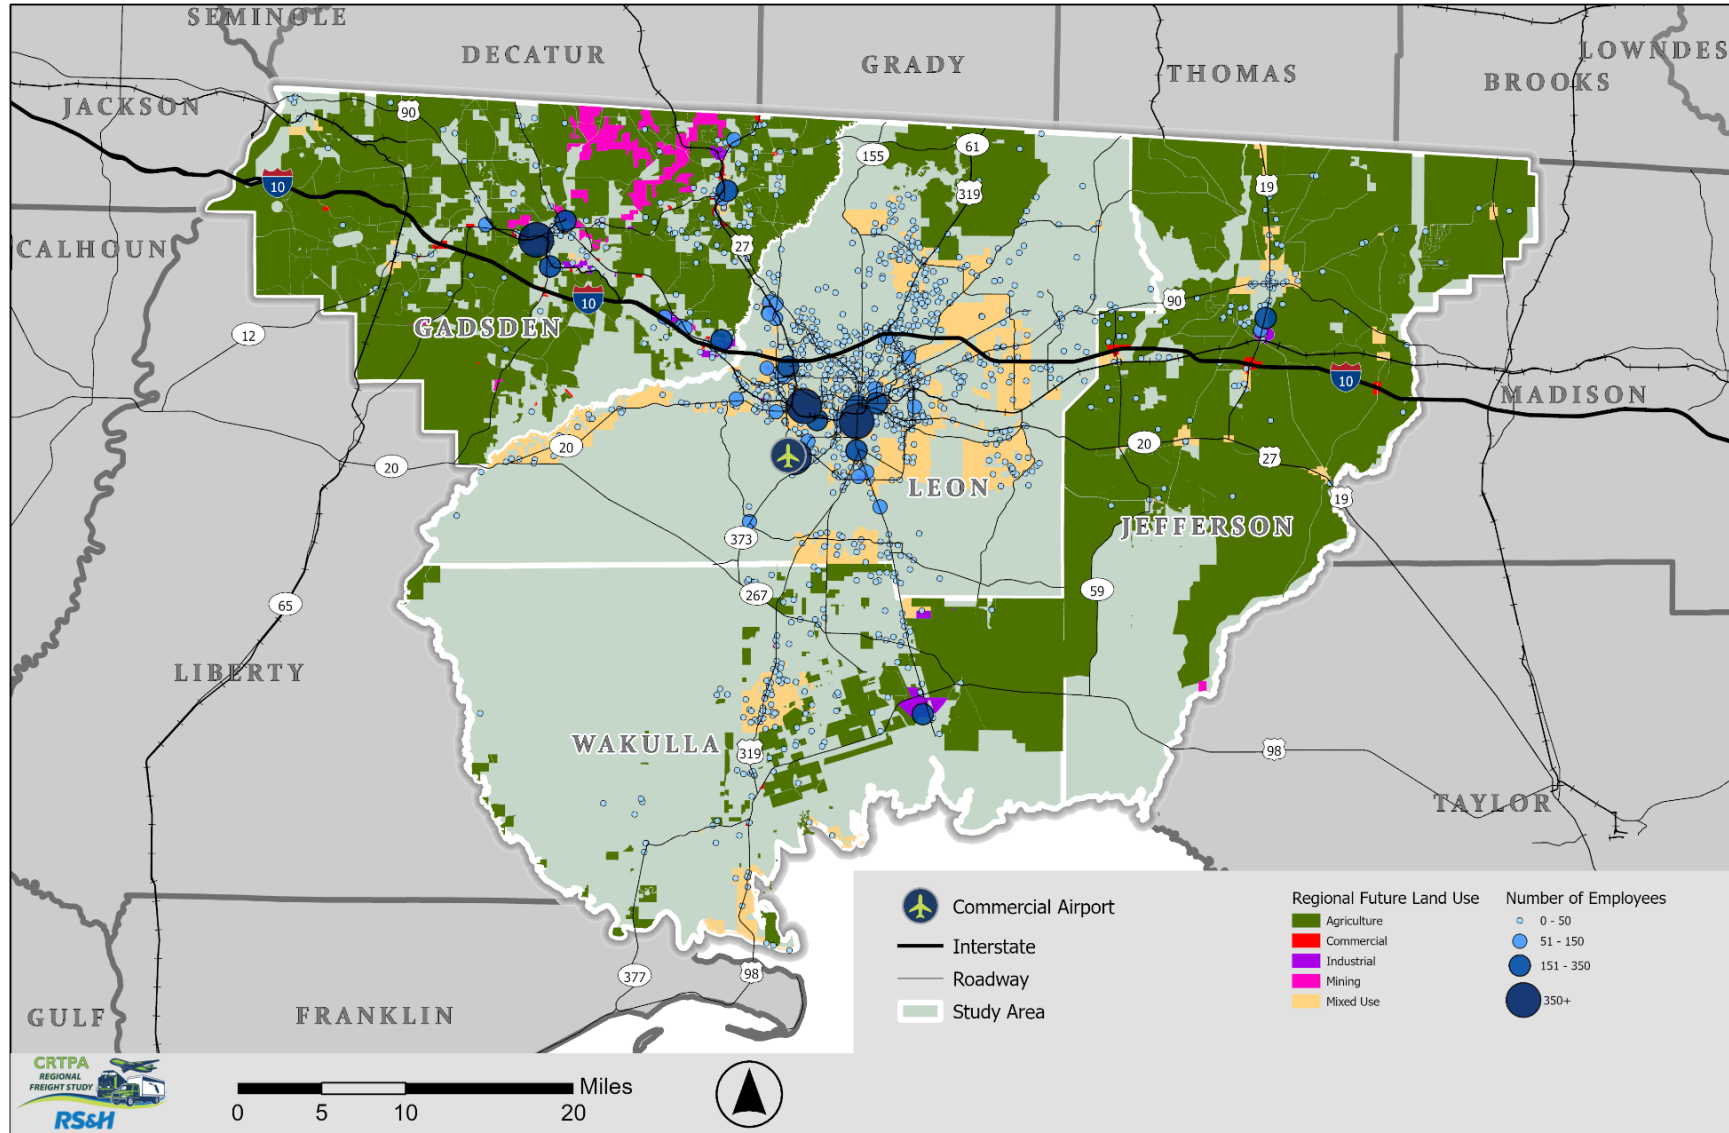 SEMINOLE
DECATUR
GRADY
THOMAS
LOWNDES
BROOKS
JACKSON
90
155
61
319
19
10
CALHOUN
27
10
GADSDEN
12
90
10
MADISON
20
20
20
27
19
LEON
JEFFERSON
373
267
59
65
LIBERTY
WAKULLA
319
98
TAYLOR
377
98
GULF
FRANKLIN
Commercial Airport
Interstate
Roadway
Study Area
Regional Future Land Use
Agriculture
Commercial
Industrial
Mining
Mixed Use
Number of Employees
0 - 50
51 - 150
151 - 350
350+
CRTPA
REGIONAL
FREIGHT STUDY
RS&H
Miles
0 5 10 20